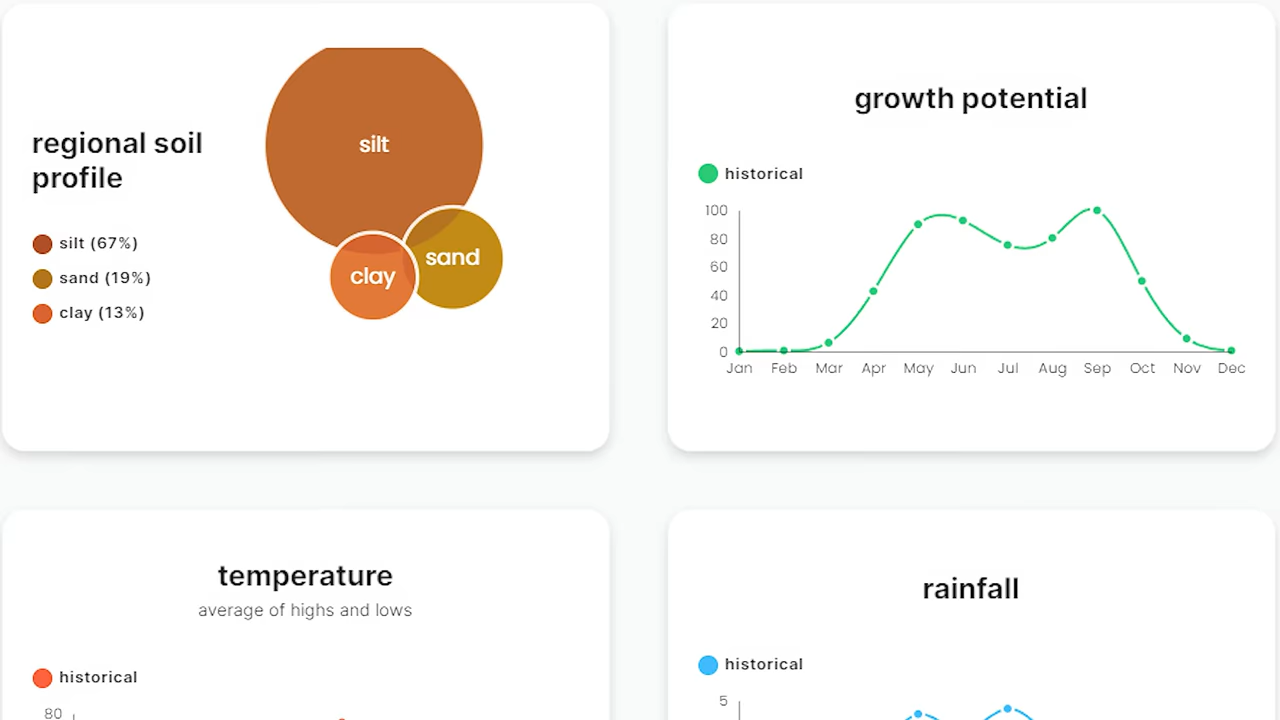 regional soil
profile
silt (67%)
sand (19%)
clay (13%)
silt
sand
clay
growth potential
historical
100
80
60
40
20
0
Jan Feb Mar Apr May Jun Jul Aug Sep Oct Nov Dec
temperature
average of highs and lows
historical
80
rainfall
historical
5